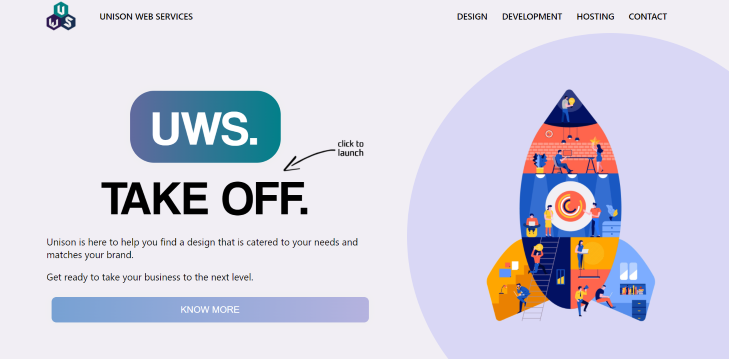 UWS
UNISON WEB SERVICES
DESIGN DEVELOPMENT HOSTING CONTACT
UWS.
click to
launch
TAKE OFF.
Unison is here to help you find a design that is catered to your needs and
matches your brand.
Get ready to take your business to the next level.
KNOW MORE